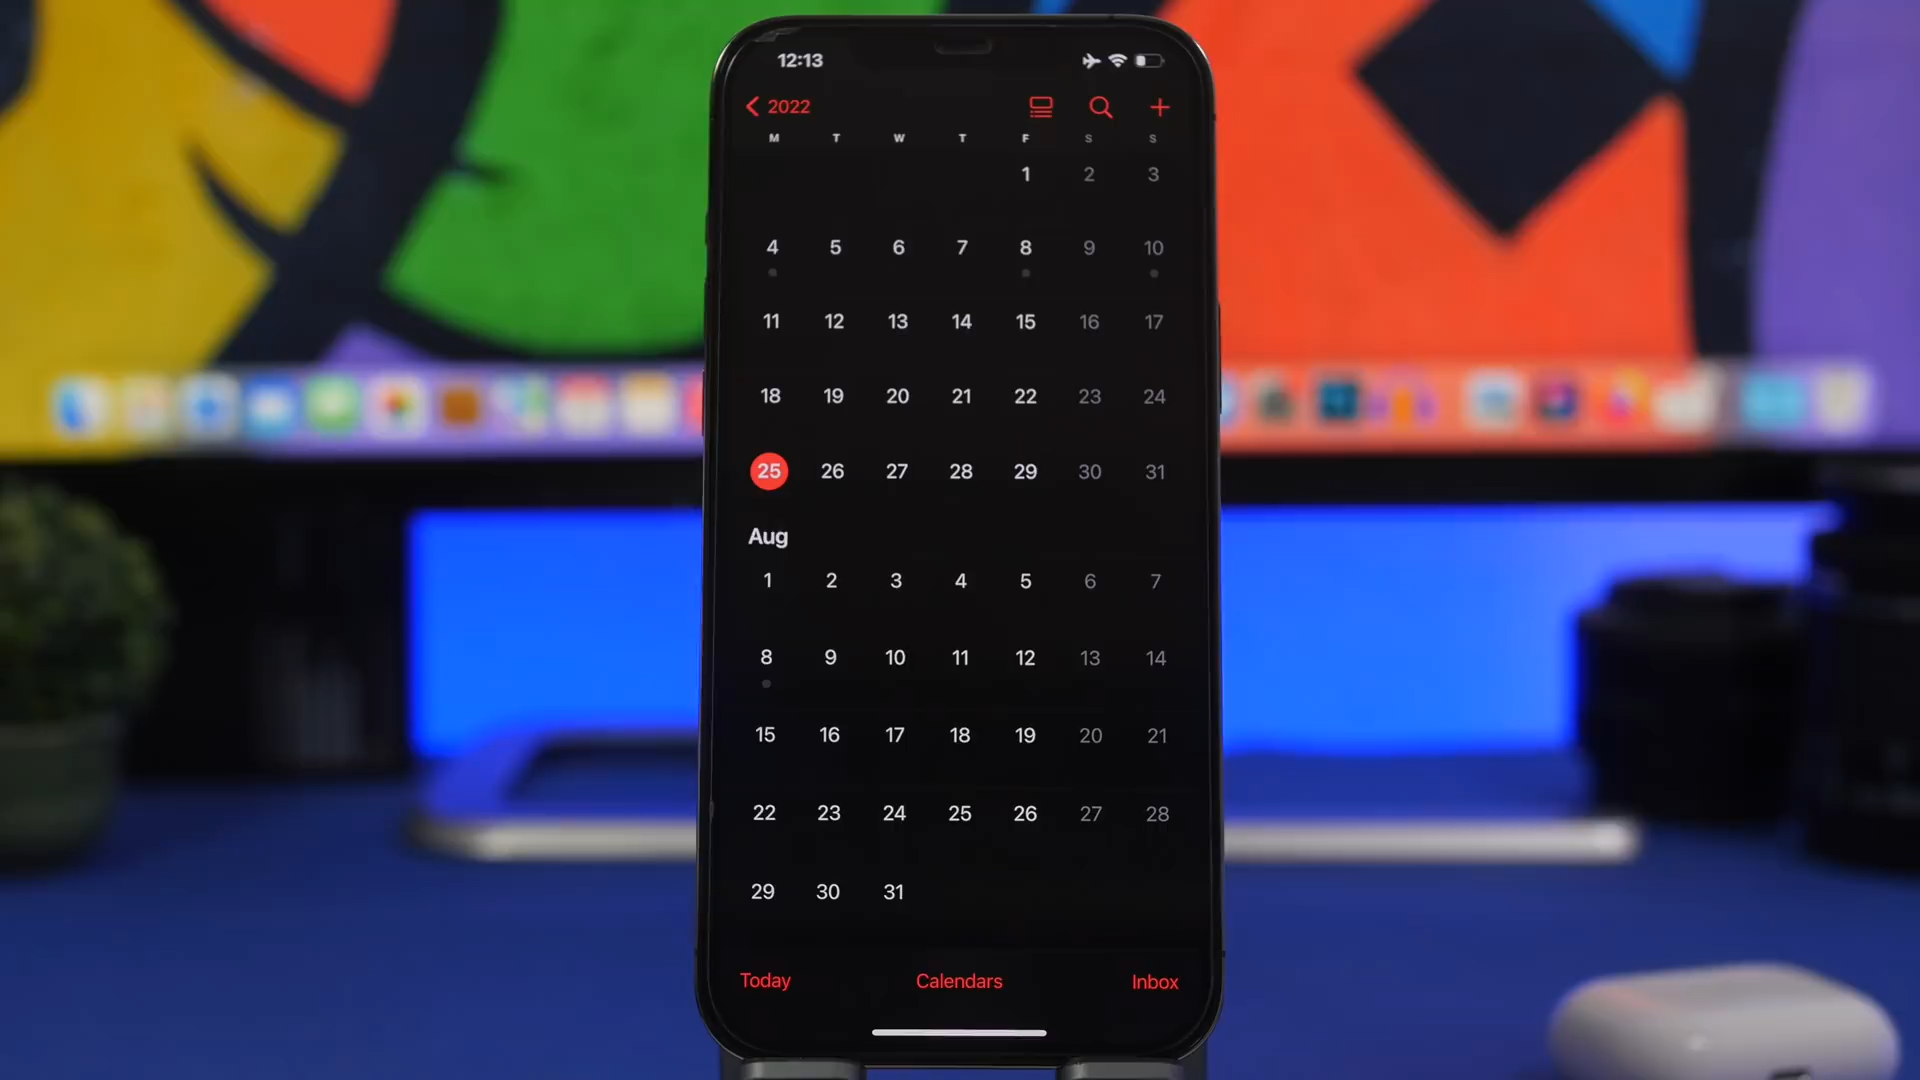 12:13
2022
M T W T F S S
1 2 3
4 5 6 7 8 9 10
11 12 13 14 15 16 17
18 19 20 21 22 23 24
25 26 27 28 29 30 31
Aug
1 2 3 4 5 6 7
8 9 10 11 12 13 14
15 16 17 18 19 20 21
22 23 24 25 26 27 28
29 30 31
Today Calendars Inbox